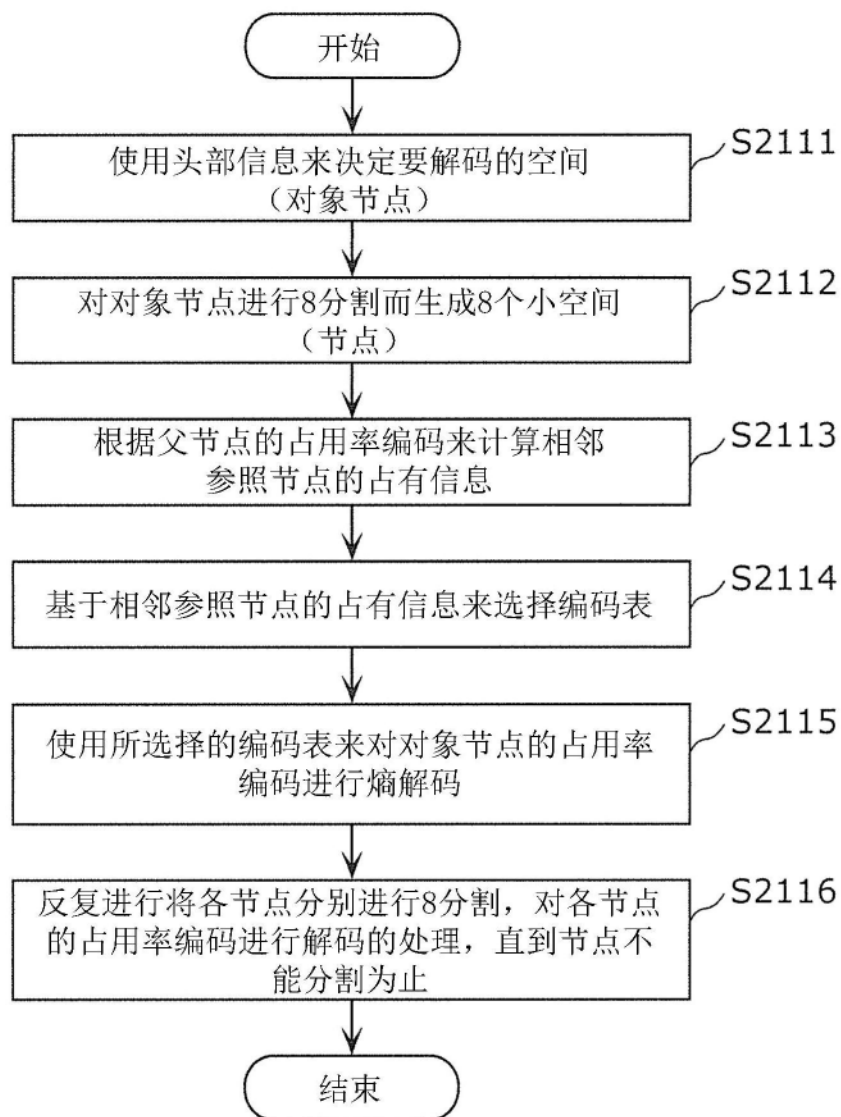 开始
使用头部信息来决定要解码的空间
（对象节点）
S2111
对对象节点进行8分割而生成8个小空间
（节点）
S2112
根据父节点的占用率编码来计算相邻
参照节点的占有信息
S2113
基于相邻参照节点的占有信息来选择编码表
S2114
使用所选择的编码表来对对象节点的占用率
编码进行熵解码
S2115
反复进行将各节点分别进行8分割，对各节点
的占用率编码进行解码的处理，直到节点不
能分割为止
S2116
结束